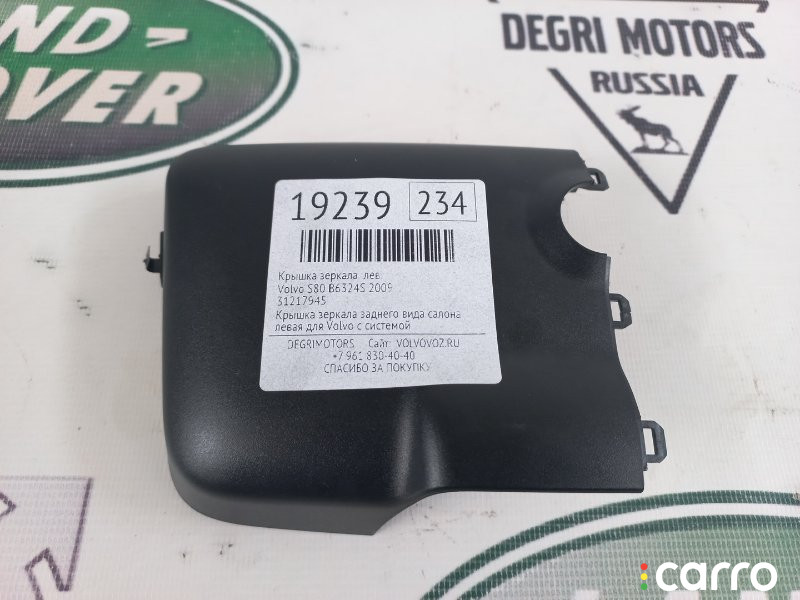 ND
OVER
DEGRI MOTORS
RUSSIA
19239 234
Крышка зеркала лев.
Volvo S80 B6324S 2009
31217945
Крышка зеркала заднего вида салона
левая для Volvo с системой
DEGRIMOTORS Сайт: VOLVOVOZ.RU
+7 961 830-40-40
СПАСИБО ЗА ПОКУПКУ
carro